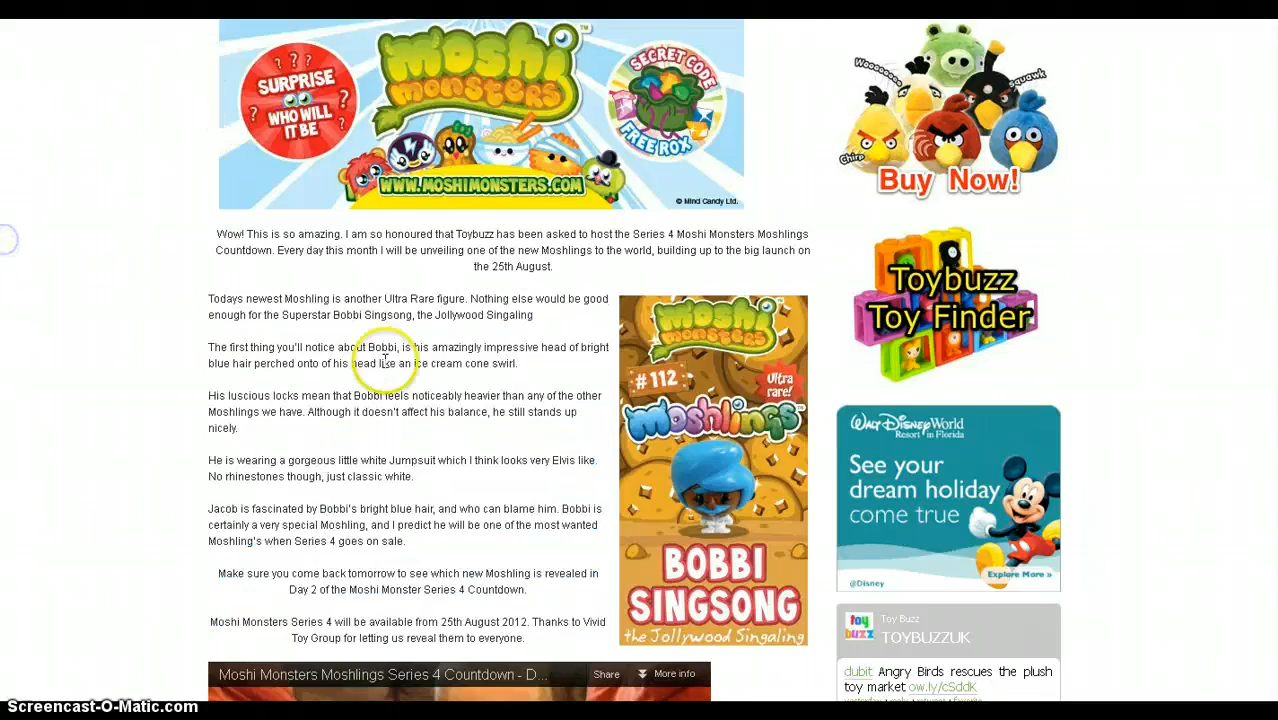 SURPRISE
WHO WILL
IT BE
moshi
monsters
SECRET CODE
FREE ROX
WWW.MOSHIMONSTERS.COM
© Mind Candy Ltd.
Wooooooo
squawk
Chirp
Buy Now!
Wow! This is so amazing. I am so honoured that Toybuzz has been asked to host the Series 4 Moshi Monsters Moshlings
Countdown. Every day this month I will be unveiling one of the new Moshlings to the world, building up to the big launch on
the 25th August.
Todays newest Moshling is another Ultra Rare figure. Nothing else would be good
enough for the Superstar Bobbi Singsong, the Jollywood Singaling
The first thing you'll notice about Bobbi, is his amazingly impressive head of bright
blue hair perched onto of his head like an ice cream cone swirl.
His luscious locks mean that Bobbi feels noticeably heavier than any of the other
Moshlings we have. Although it doesn't affect his balance, he still stands up
nicely.
He is wearing a gorgeous little white Jumpsuit which I think looks very Elvis like.
No rhinestones though, just classic white.
Jacob is fascinated by Bobbi's bright blue hair, and who can blame him. Bobbi is
certainly a very special Moshling, and I predict he will be one of the most wanted
Moshling's when Series 4 goes on sale.
Make sure you come back tomorrow to see which new Moshling is revealed in
Day 2 of the Moshi Monster Series 4 Countdown.
Moshi Monsters Series 4 will be available from 25th August 2012. Thanks to Vivid
Toy Group for letting us reveal them to everyone.
moshi
monsters
#112
Ultra
rare!
Moshlings
BOBBI
SINGSONG
the Jollywood Singaling
Toybuzz
Toy Finder
Walt Disney World
Resort in Florida
See your
dream holiday
come true
Explore More »
@Disney
toy
buzz
Toy Buzz
TOYBUZZUK
dubit Angry Birds rescues the plush
toy market ow.ly/cSddK
Moshi Monsters Moshlings Series 4 Countdown - D...
Share
More info
Screencast-O-Matic.com